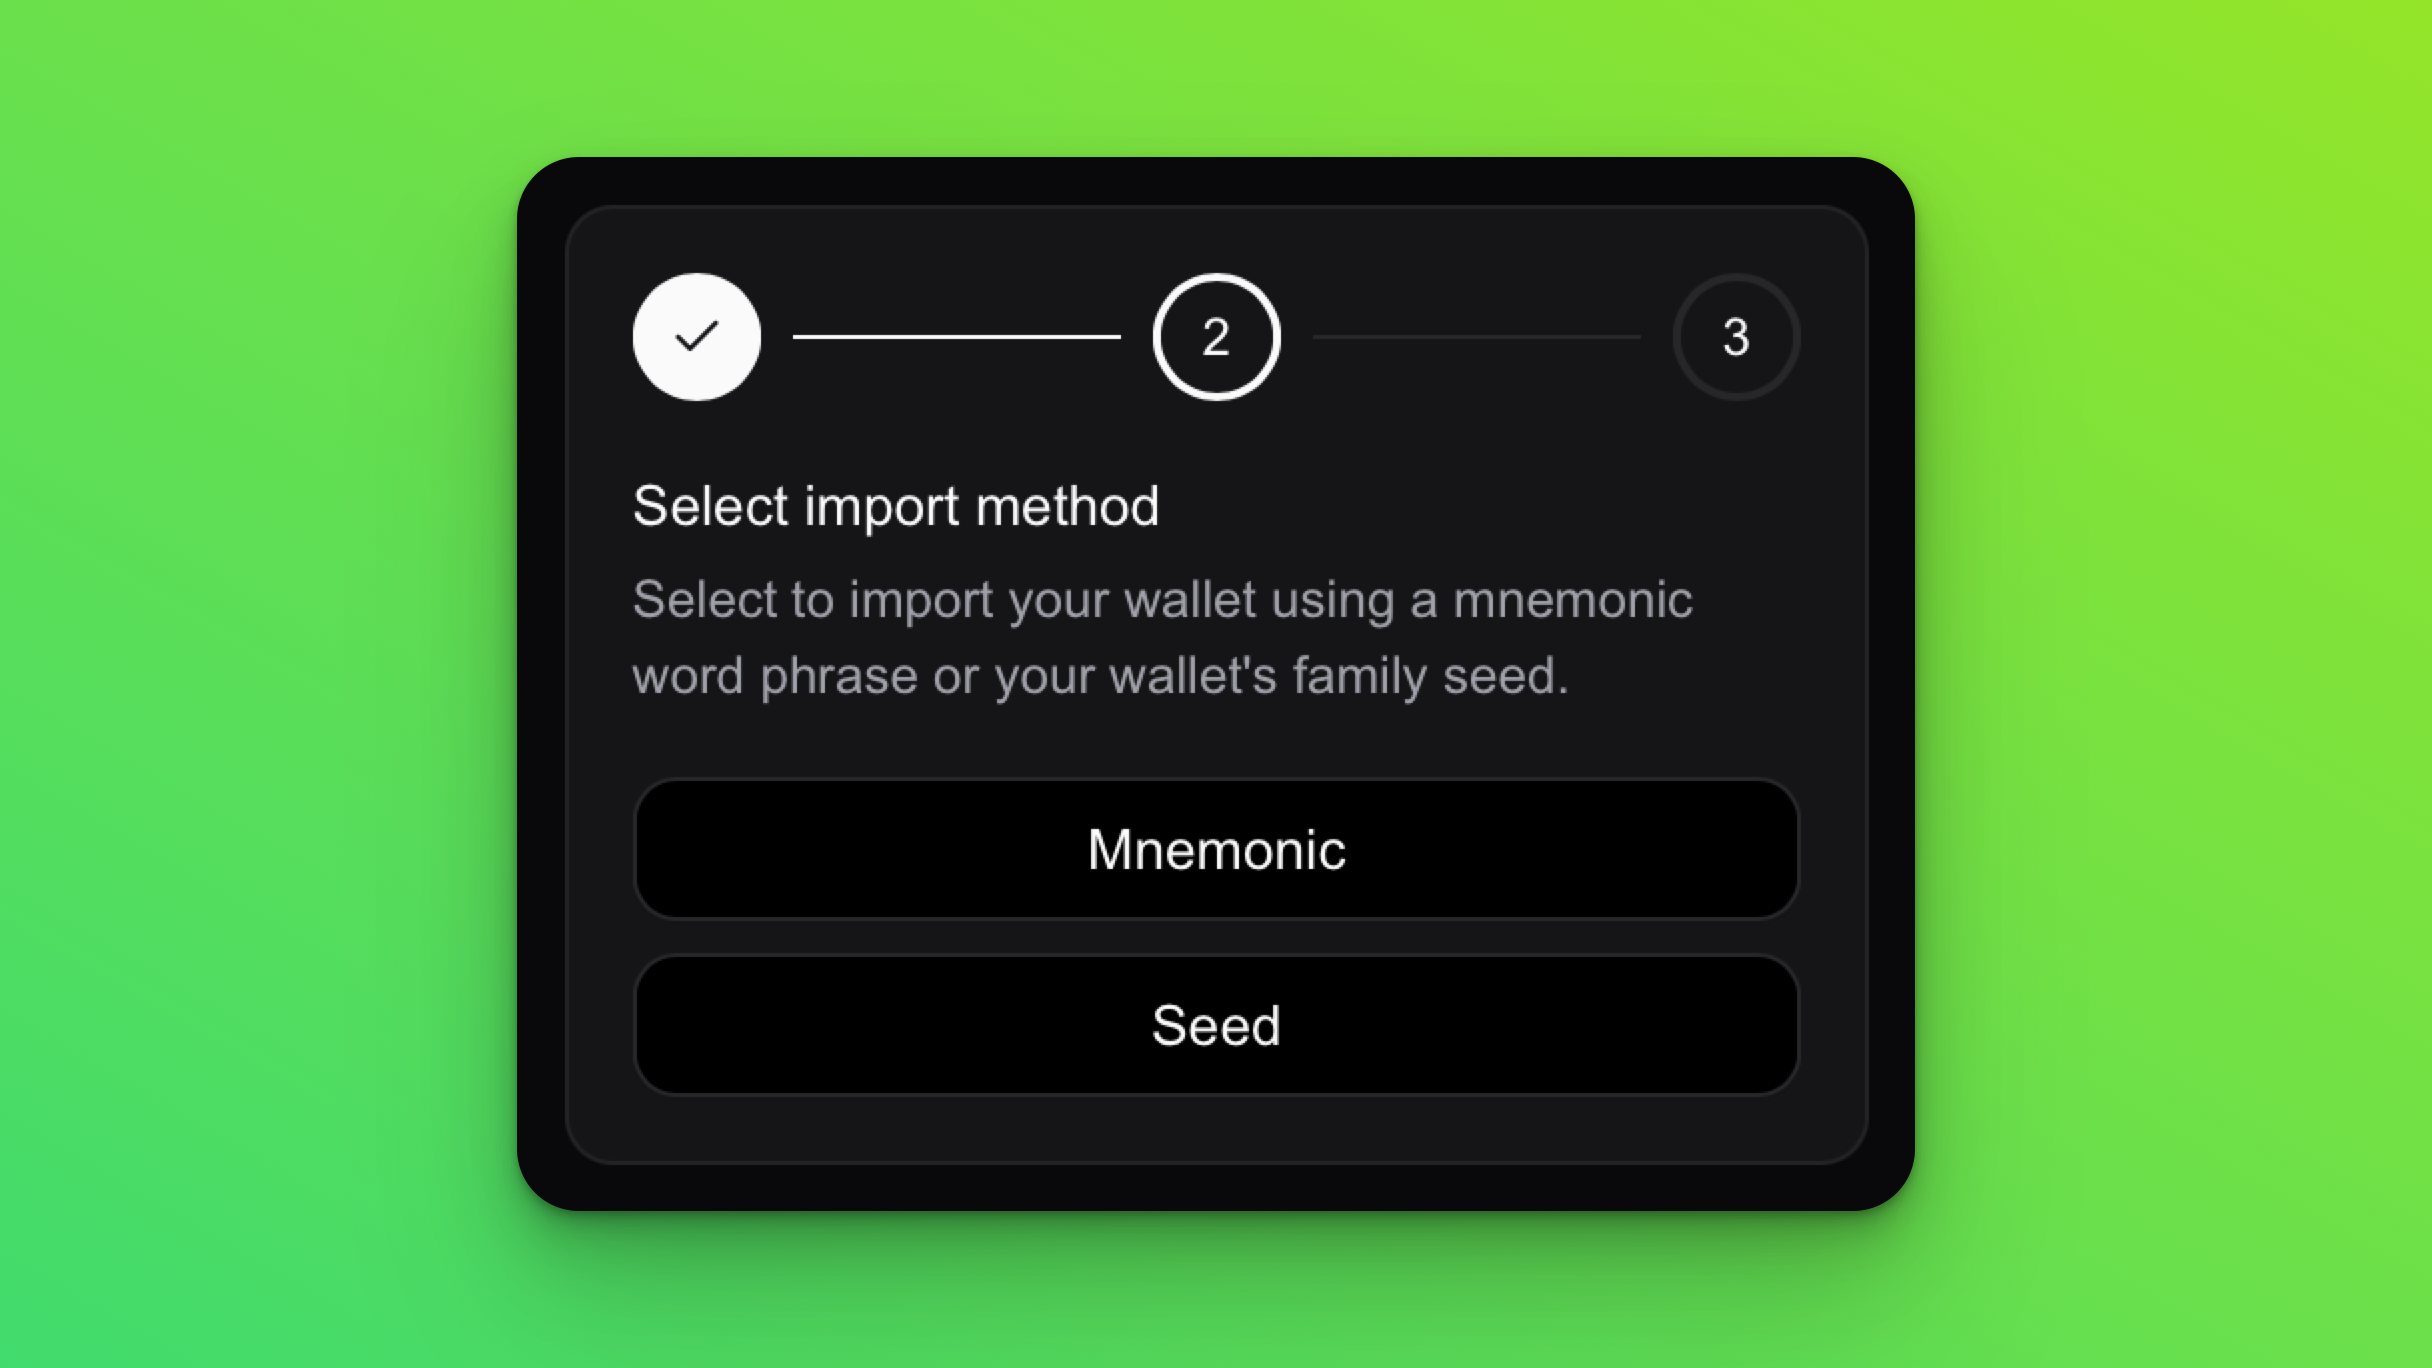 2
3
Select import method
Select to import your wallet using a mnemonic
word phrase or your wallet's family seed.
Mnemonic
Seed